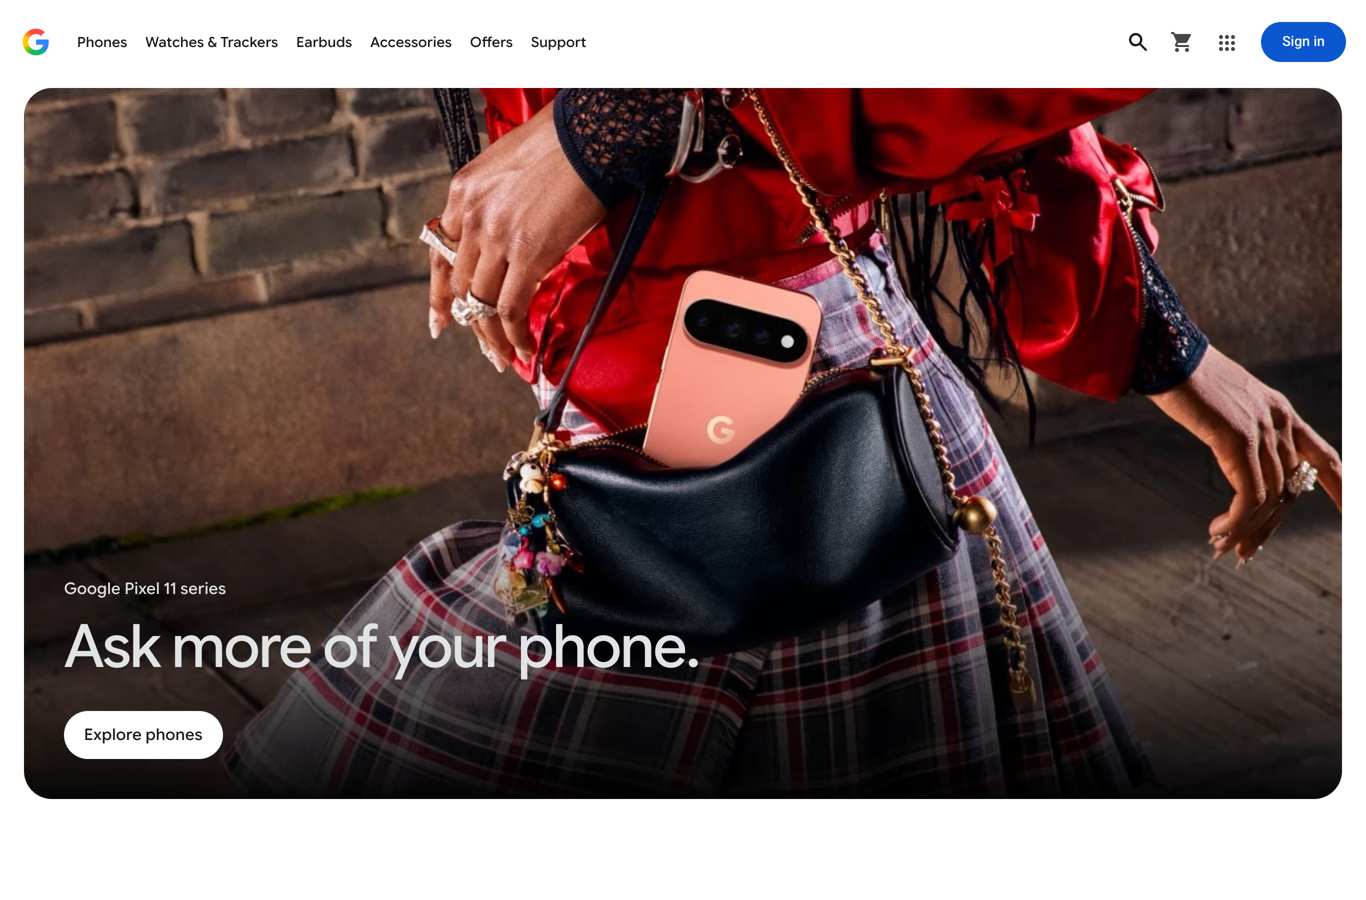 Phones
Watches & Trackers
Earbuds
Accessories
Offers
Support
Sign in
Google Pixel 11 series
Ask more of your phone.
Explore phones